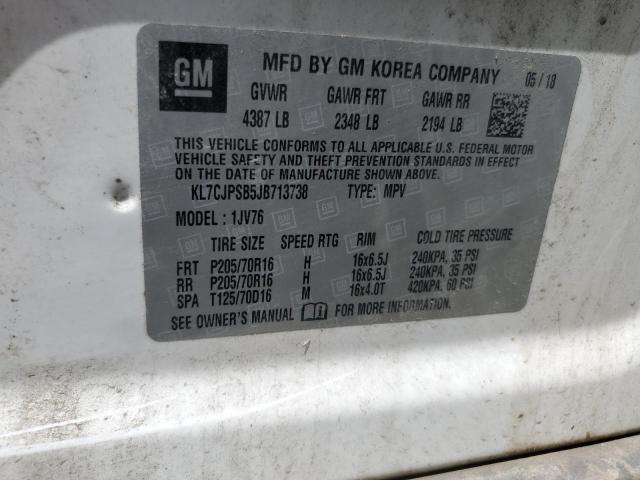 GM MFD BY GM KOREA COMPANY 05/18
GVWR GAWR FRT GAWR RR
4387 LB 2348 LB 2194 LB
THIS VEHICLE CONFORMS TO ALL APPLICABLE U.S. FEDERAL MOTOR
VEHICLE SAFETY AND THEFT PREVENTION STANDARDS IN EFFECT
ON THE DATE OF MANUFACTURE SHOWN ABOVE.
KL7CJPSB5JB713738 TYPE: MPV
MODEL: 1JV76
TIRE SIZE SPEED RTG RIM COLD TIRE PRESSURE
FRT P205/70R16 H 16x6.5J 240KPA, 35 PSI
RR P205/70R16 H 16x6.5J 240KPA, 35 PSI
SPA T125/70D16 M 16x4.0T 420KPA, 60 PSI
SEE OWNER'S MANUAL FOR MORE INFORMATION.